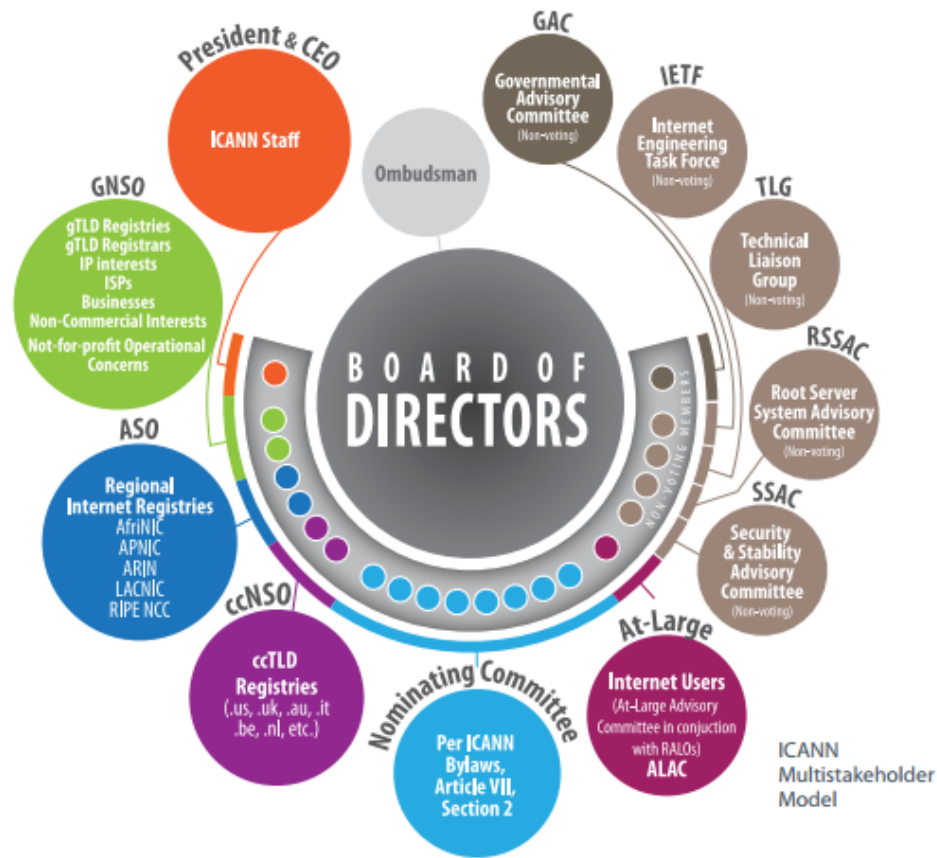 President & CEO
ICANN Staff
Ombudsman
GAC
Governmental
Advisory
Committee
(Non-voting)
IETF
Internet
Engineering
Task Force
(Non-voting)
TLG
Technical
Liaison
Group
(Non-voting)
RSSAC
Root Server
System Advisory
Committee
(Non-voting)
SSAC
Security
& Stability
Advisory
Committee
(Non-voting)
GNSO
gTLD Registries
gTLD Registrars
IP interests
ISPs
Businesses
Non-Commercial Interests
Not-for-profit Operational
Concerns
BOARD OF
DIRECTORS
NON-VOTING MEMBERS
ASO
Regional
Internet Registries
AfriNIC
APNIC
ARIN
LACNIC
RIPE NCC
ccNSO
ccTLD
Registries
(.us, .uk, .au, .it
.be, .nl, etc.)
Nominating Committee
Per ICANN
Bylaws,
Article VII,
Section 2
At-Large
Internet Users
(At-Large Advisory
Committee in conjunction
with RALOs)
ALAC
ICANN
Multistakeholder
Model